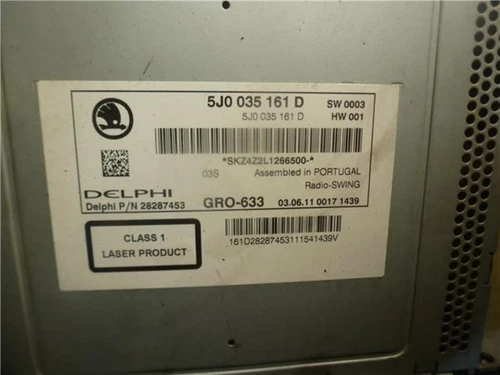 5J0 035 161 D SW 0003
5J0 035 161 D HW 001
*SKZ4Z2L1266500-*
03S Assembled in PORTUGAL
DELPHI Radio-SWING
Delphi P/N 28287453 GRO-633 03.06.11 0017 1439
CLASS 1
LASER PRODUCT
161D28287453111541439V